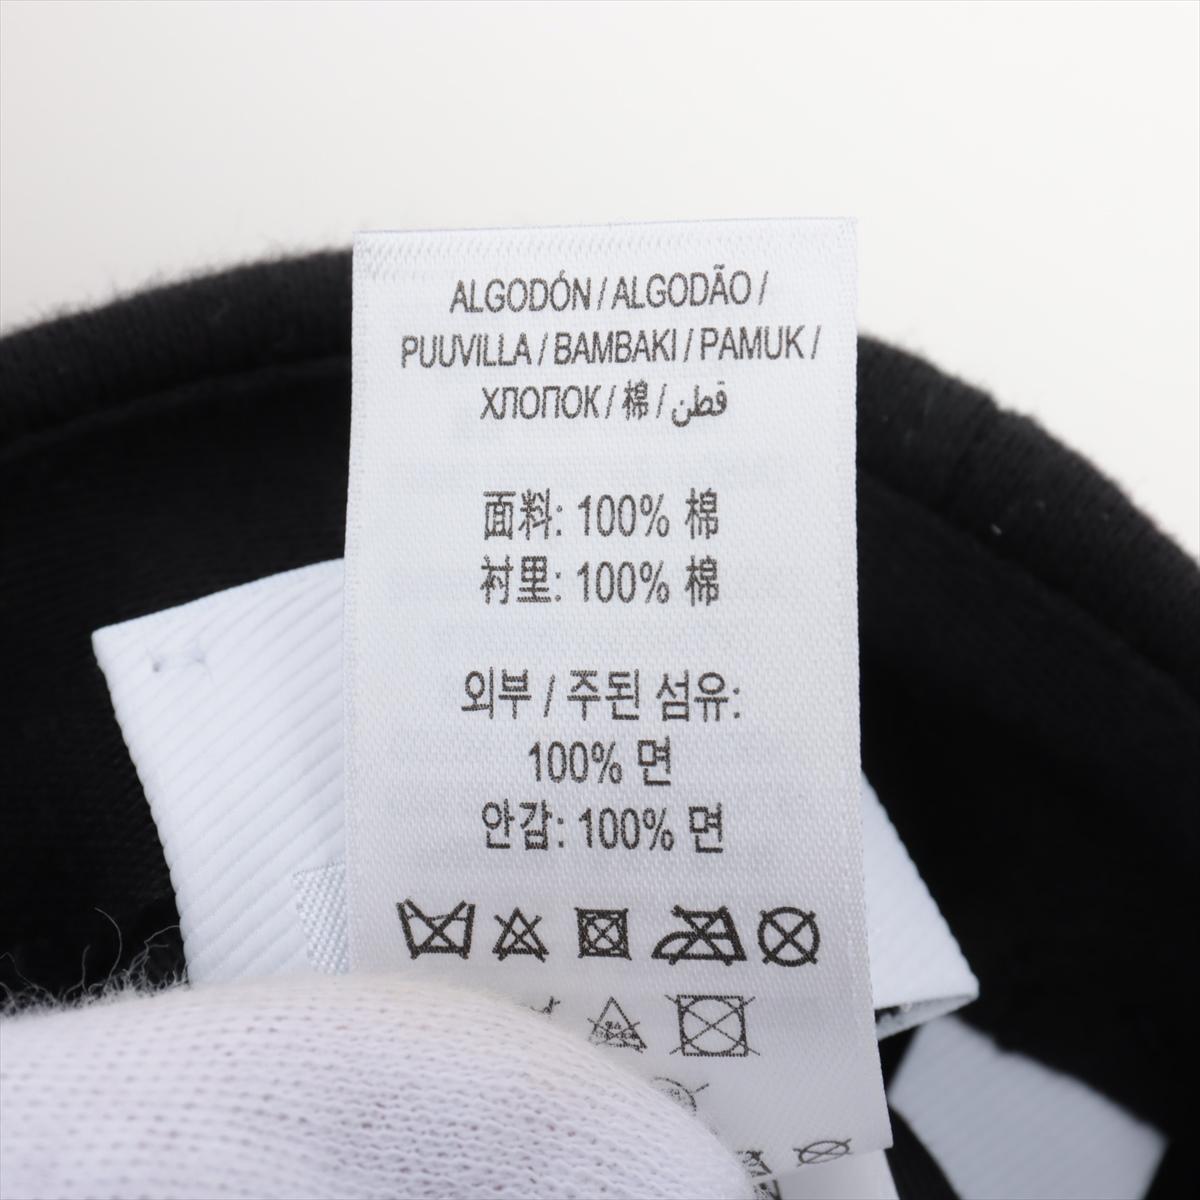 ALGODÓN / ALGODÃO /
PUUVILLA / BAMBAKI / PAMUK /
ХЛОПОК / 棉 / قطن
面料: 100% 棉
衬里: 100% 棉
외부 / 주된 섬유:
100% 면
안감: 100% 면